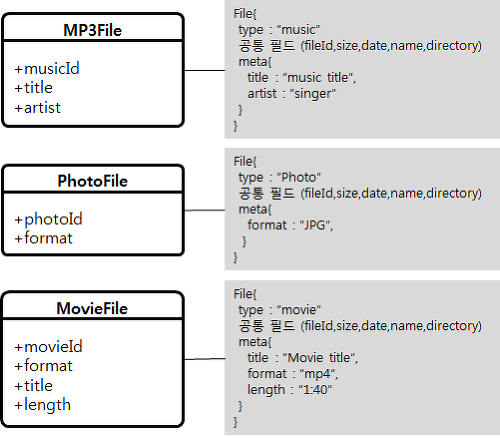 MP3File
+musicId
+title
+artist
File{
type : "music"
공통 필드 (fileId,size,date,name,directory)
meta{
title : "music title",
artist : "singer"
}
}
PhotoFile
+photoId
+format
File{
type : "Photo"
공통 필드 (fileId,size,date,name,directory)
meta{
format : "JPG",
}
}
MovieFile
+movieId
+format
+title
+length
File{
type : "movie"
공통 필드 (fileId,size,date,name,directory)
meta{
title : "Movie title",
format : "mp4",
length : "1:40"
}
}